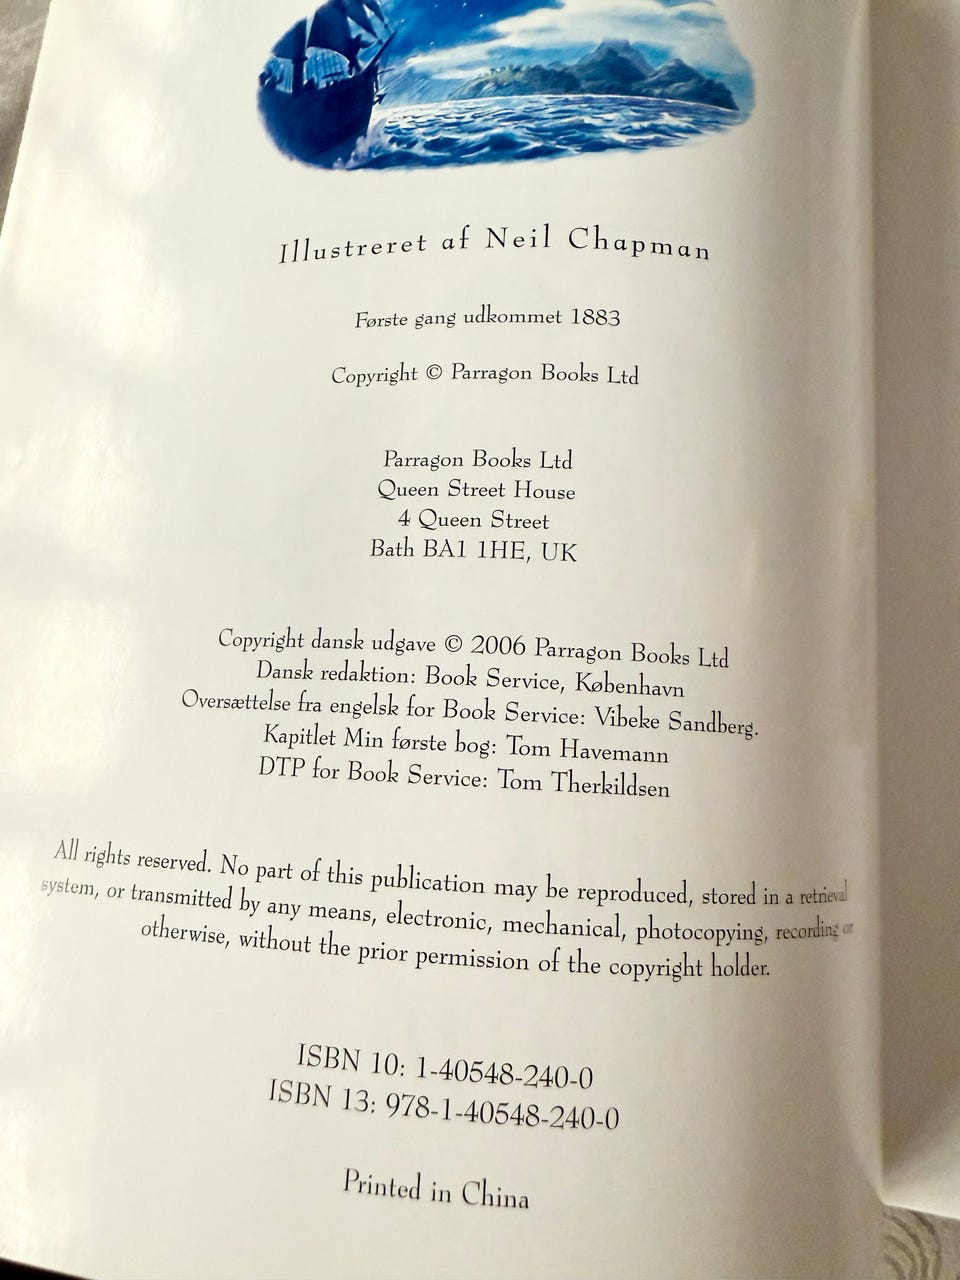 Illustreret af Neil Chapman
Første gang udkommet 1883
Copyright © Parragon Books Ltd
Parragon Books Ltd
Queen Street House
4 Queen Street
Bath BA1 1HE, UK
Copyright dansk udgave © 2006 Parragon Books Ltd
Dansk redaktion: Book Service, København
Oversættelse fra engelsk for Book Service: Vibeke Sandberg.
Kapitlet Min første bog: Tom Havemann
DTP for Book Service: Tom Therkildsen
All rights reserved. No part of this publication may be reproduced, stored in a retrieval
system, or transmitted by any means, electronic, mechanical, photocopying, recording or
otherwise, without the prior permission of the copyright holder.
ISBN 10: 1-40548-240-0
ISBN 13: 978-1-40548-240-0
Printed in China